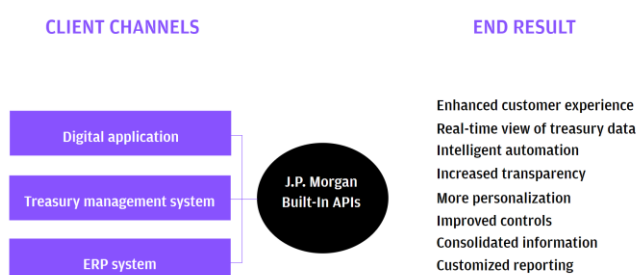 CLIENT CHANNELS
END RESULT
Digital application
Treasury management system
ERP system
J.P. Morgan
Built-In APIs
Enhanced customer experience
Real-time view of treasury data
Intelligent automation
Increased transparency
More personalization
Improved controls
Consolidated information
Customized reporting